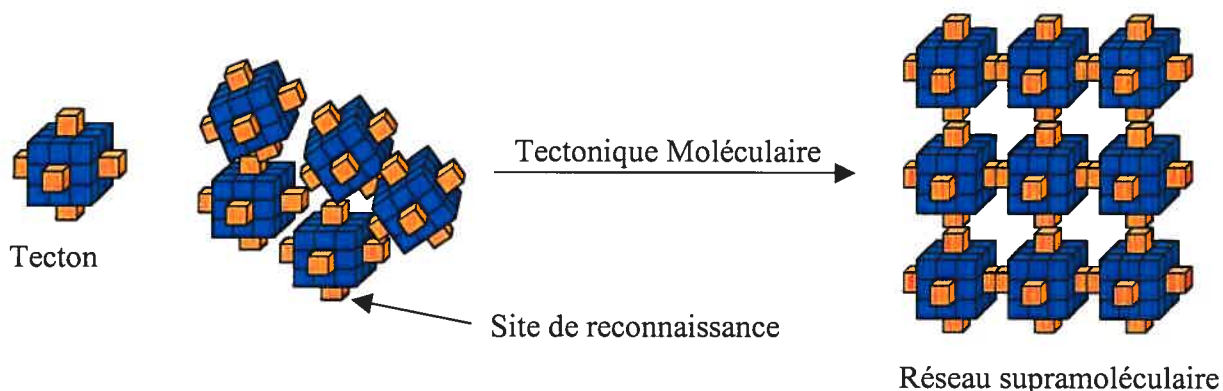 Tectonique Moléculaire
Tecton
Site de reconnaissance
Réseau supramoléculaire